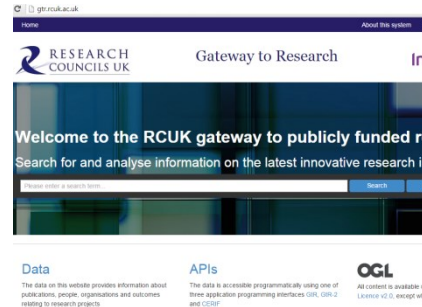 gtr.rcuk.ac.uk
Home
About this system
RESEARCH
COUNCILS UK
Gateway to Research
In
Welcome to the RCUK gateway to publicly funded r
Search for and analyse information on the latest innovative research i
Please enter a search term...
Search
Data
The data on this website provides information about
publications, people, organisations and outcomes
relating to research projects
APIs
The data is accessible programmatically using one of
three application programming interfaces GtR, GtR-2
and CERIF
OGL
All content is available
Licence v2.0, except w